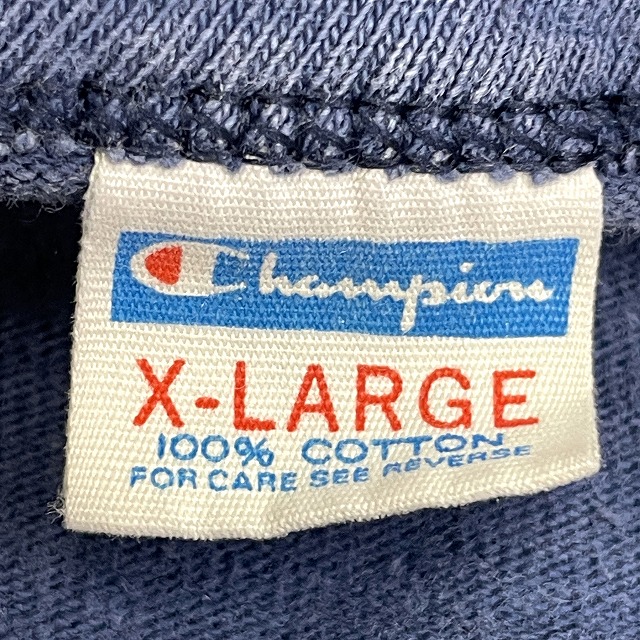 Champion
X-LARGE
100% COTTON
FOR CARE SEE REVERSE